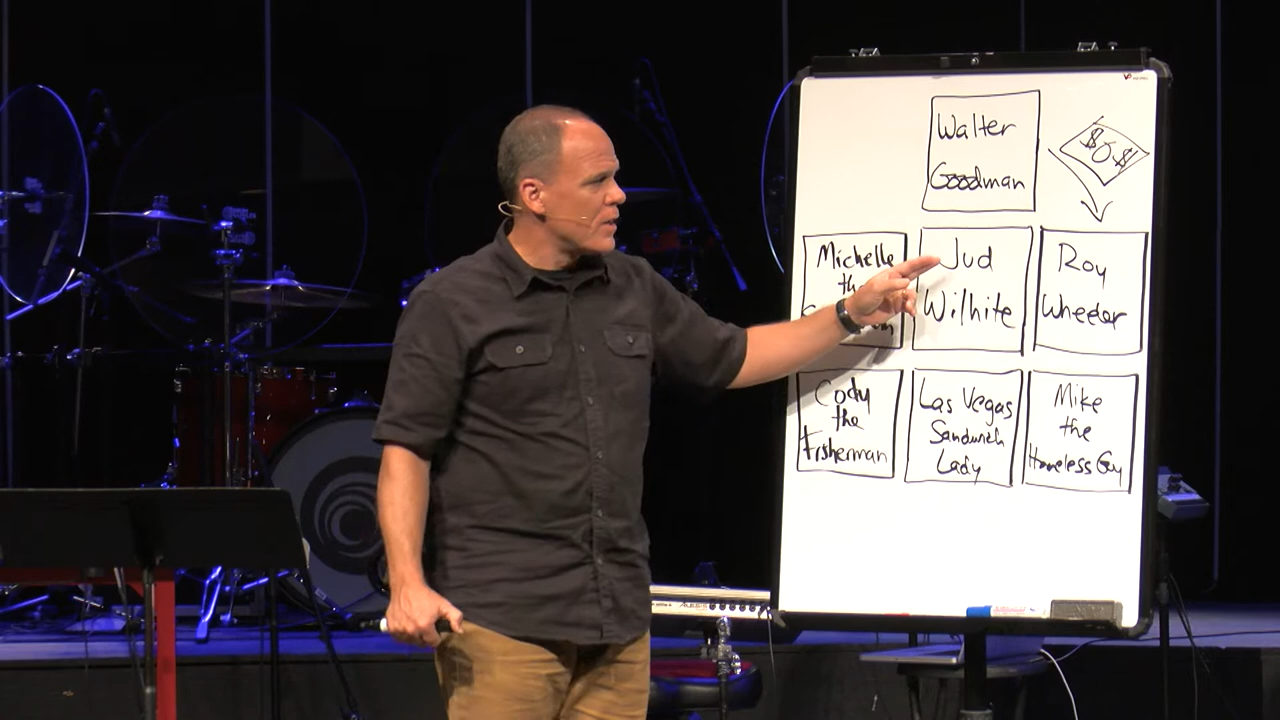 Walter
Goodman
$0$
Michelle
the
Jud
Wilhite
Roy
Wheeler
Cody
the
Fisherman
Las Vegas
Sandwich
Lady
Mike
the
Homeless Guy
ALESIS